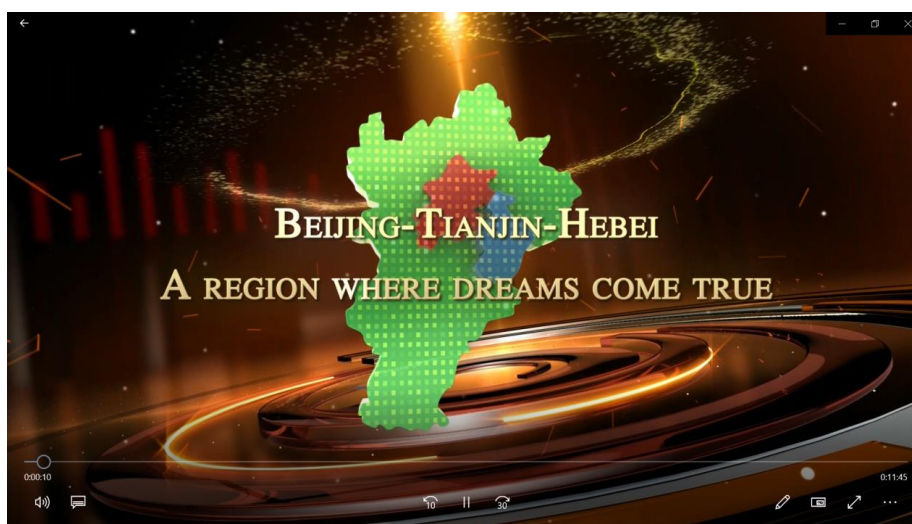 BEIJING-TIANJIN-HEBEI
A REGION WHERE DREAMS COME TRUE
0:00:10
0:11:45
10
30